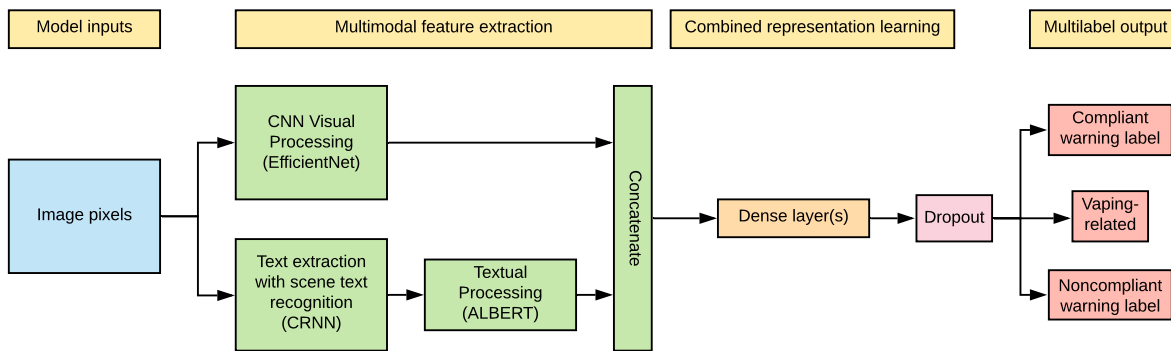 Model inputs
Multimodal feature extraction
Combined representation learning
Multilabel output
Image pixels
CNN Visual
Processing
(EfficientNet)
Text extraction
with scene text
recognition
(CRNN)
Textual
Processing
(ALBERT)
Concatenate
Dense layer(s)
Dropout
Compliant
warning label
Vaping-
related
Noncompliant
warning label